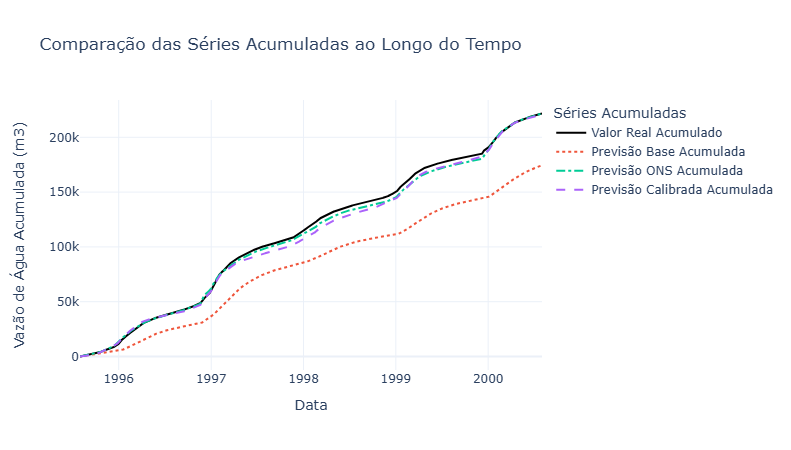 Comparação das Séries Acumuladas ao Longo do Tempo
Séries Acumuladas
Valor Real Acumulado
Previsão Base Acumulada
Previsão ONS Acumulada
Previsão Calibrada Acumulada
Vazão de Água Acumulada (m3)
200k
150k
100k
50k
0
1996 1997 1998 1999 2000
Data